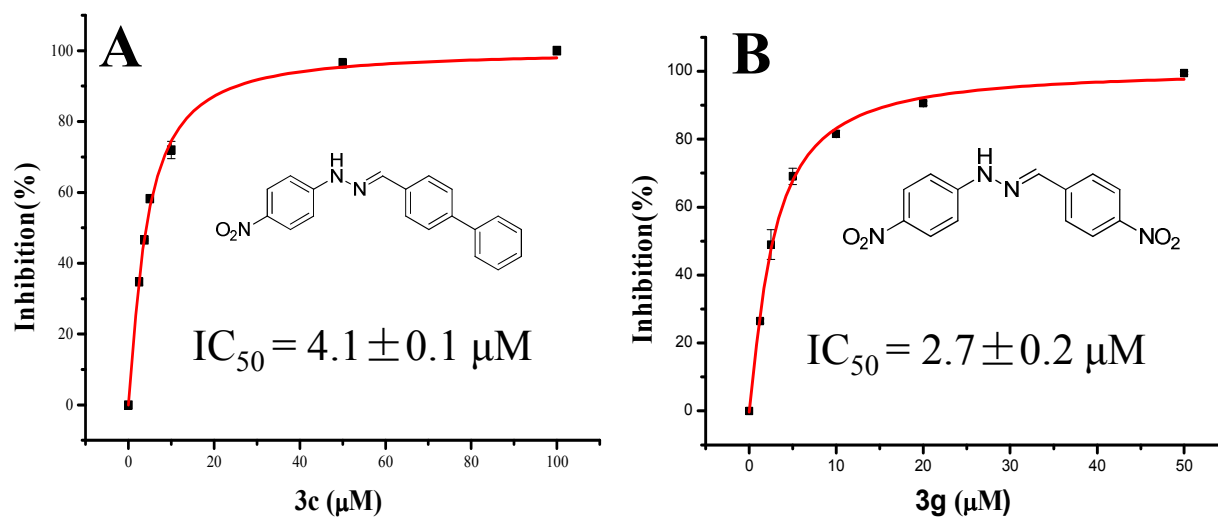 A
Inhibition(%)
100
80
60
40
20
0
H
N
N
O2N
IC50 = 4.1±0.1 μM
0
20
40
60
80
100
3c (μM)
B
Inhibition(%)
100
80
60
40
20
0
H
N
N
O2N
NO2
IC50 = 2.7±0.2 μM
0
10
20
30
40
50
3g (μM)